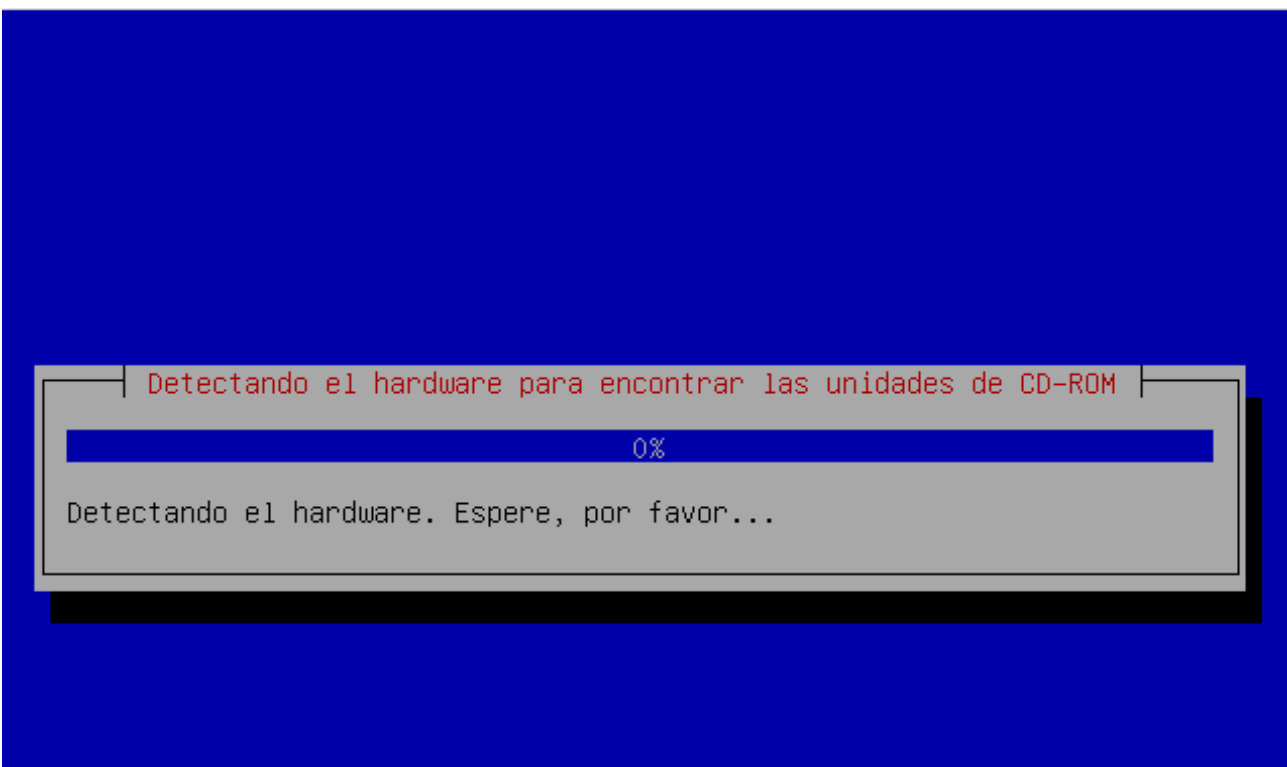 Detectando el hardware para encontrar las unidades de CD-ROM
0%
Detectando el hardware. Espere, por favor...